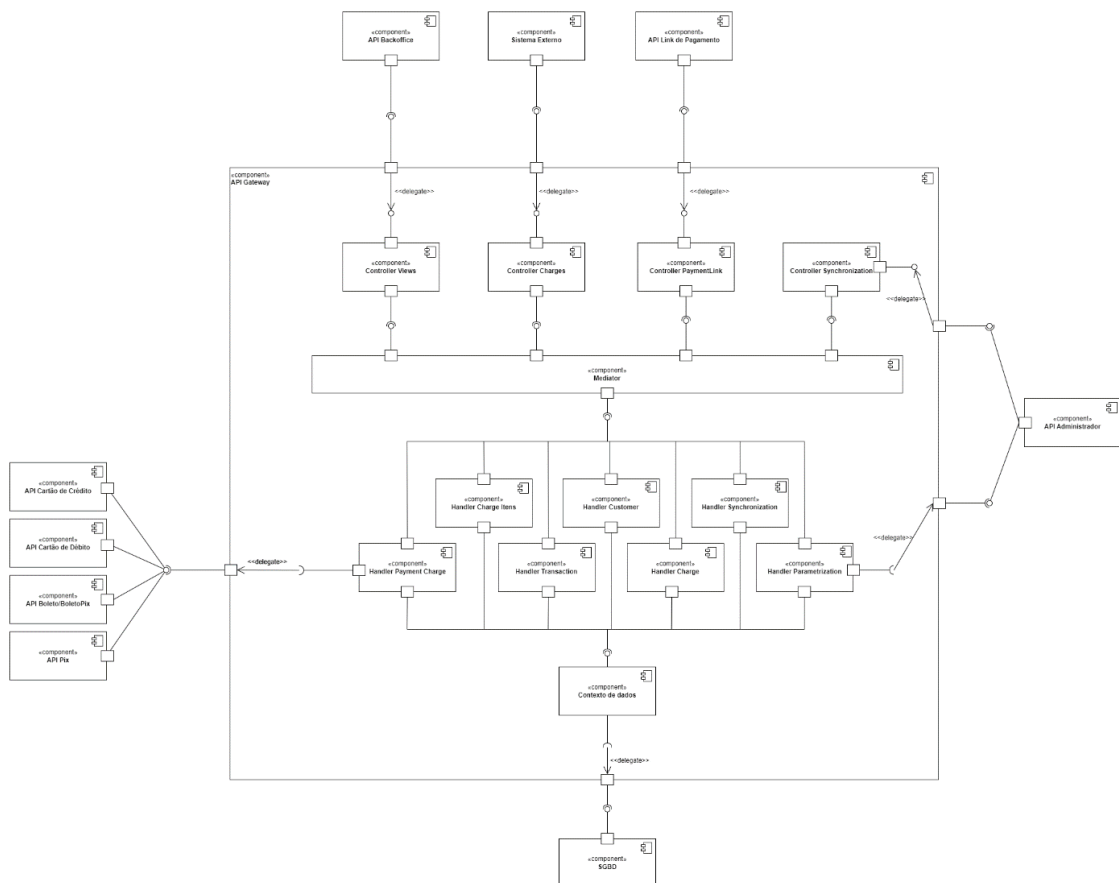 «component»
API Backoffice
«component»
Sistema Externo
«component»
API Link de Pagamento
«component»
API Gateway
<<delegate>>
<<delegate>>
<<delegate>>
«component»
Controller Views
«component»
Controller Charges
«component»
Controller PaymentLink
«component»
Controller Synchronization
<<delegate>>
«component»
Mediator
«component»
API Administrador
«component»
API Cartão de Crédito
«component»
API Cartão de Débito
«component»
API Boleto/BoletoPix
«component»
API Pix
«component»
Handler Charge Itens
«component»
Handler Customer
«component»
Handler Synchronization
<<delegate>>
<<delegate>>
«component»
Handler Payment Charge
«component»
Handler Transaction
«component»
Handler Charge
«component»
Handler Parametrization
«component»
Contexto de dados
<<delegate>>
«component»
SGBD